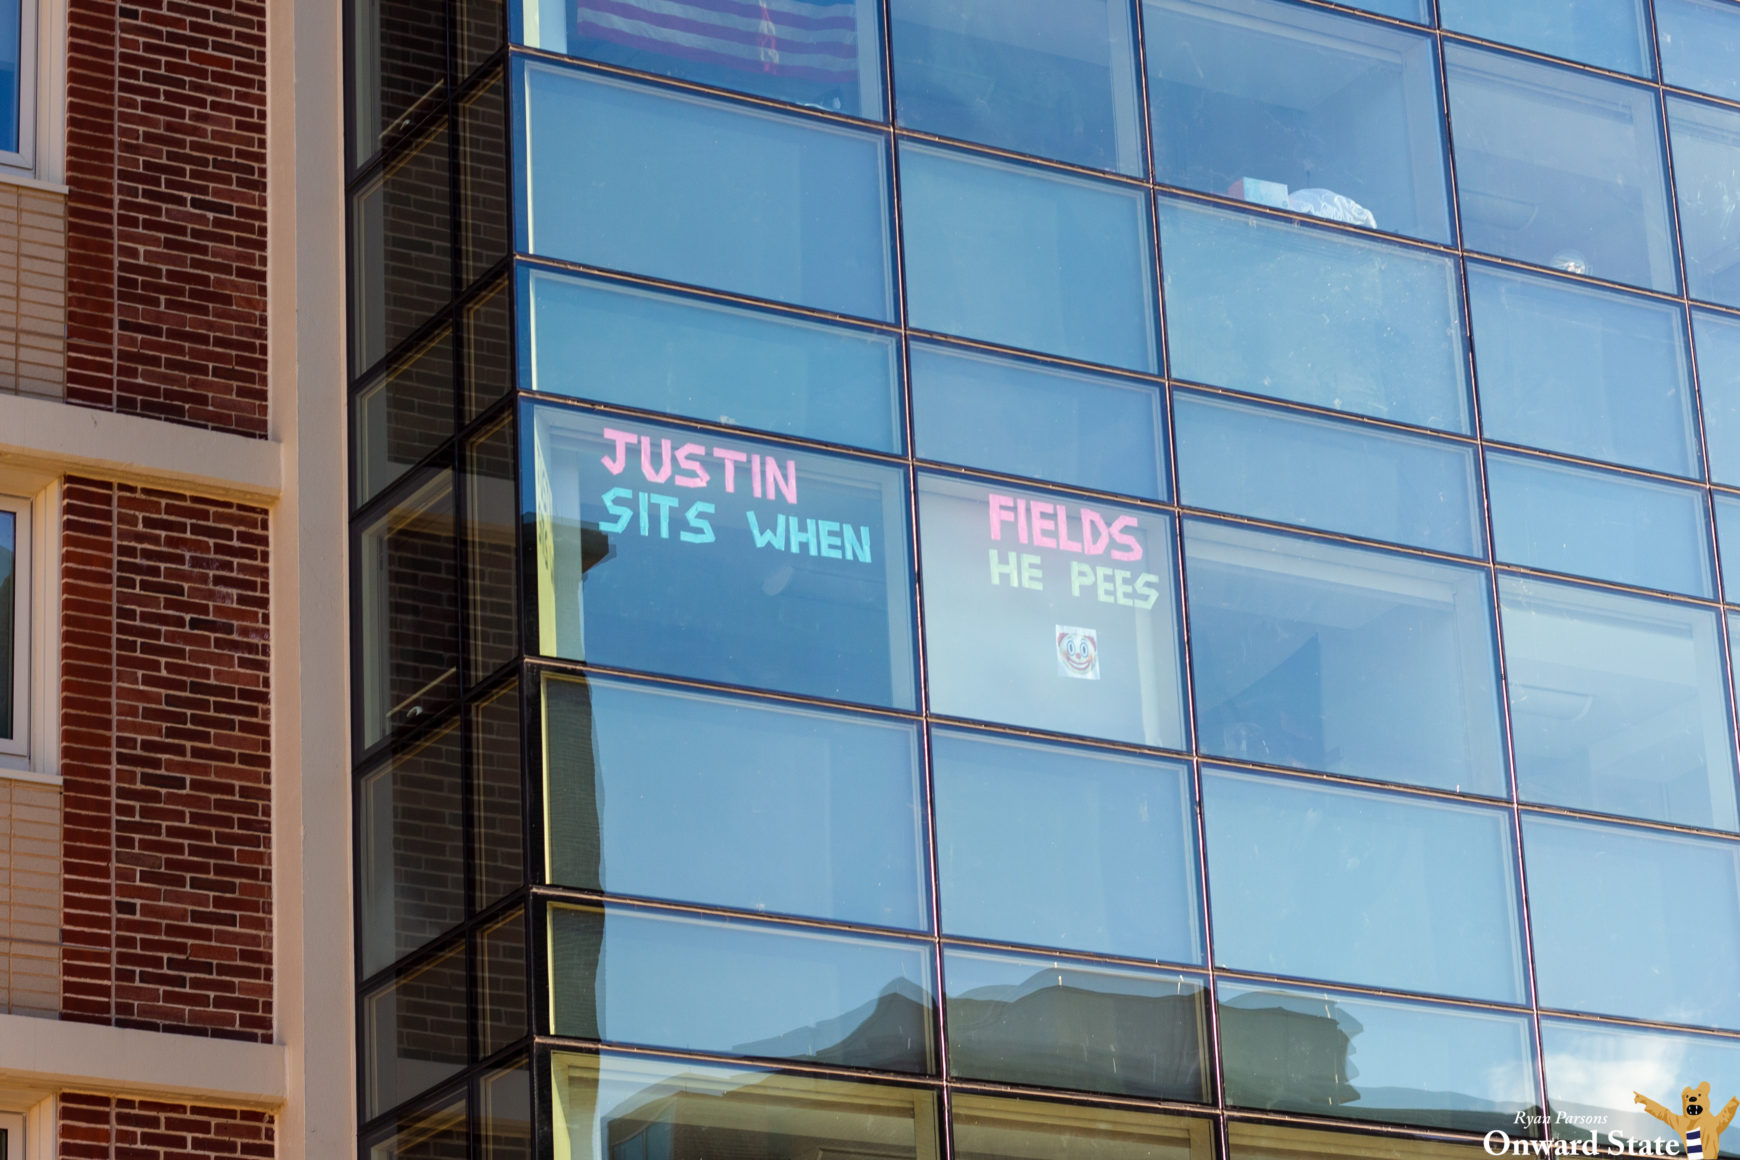 JUSTIN FIELDS
SITS WHEN HE PEES
Ryan Parsons
Onward State